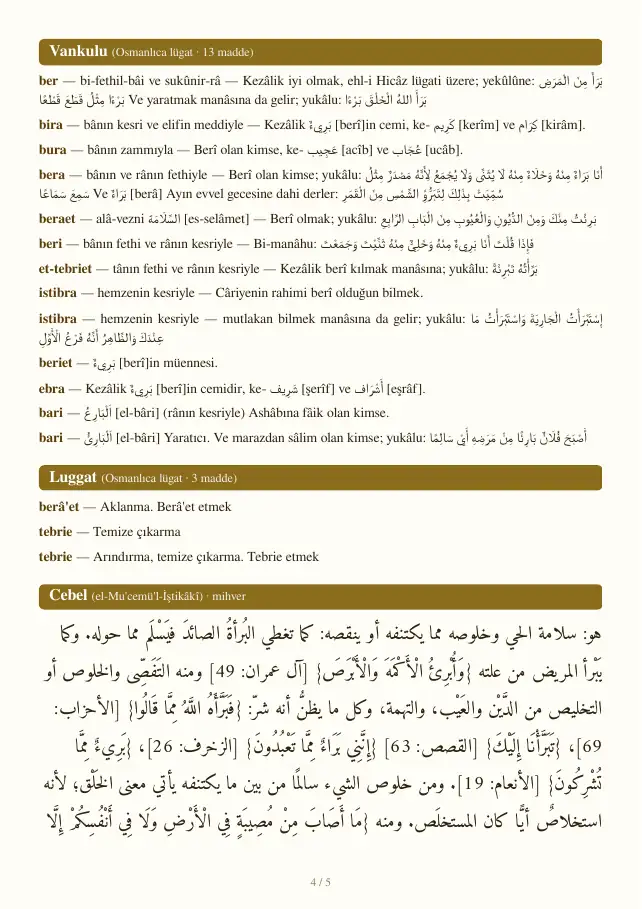 Vankulu (Osmanlıca lügat · 13 madde)
ber — bi-fethil-bâi ve sukûnir-râ — Kezâlik iyi olmak, ehl-i Hicâz lügati üzere; yekûlûne: بَرَأَ مِنَ الْمَرَضِ
بَرْءًا مِثْلُ قَطَعَ قَطْعًا Ve yaratmak manâsına da gelir; yukâlu: بَرَأَ اللهُ الْخَلْقَ بَرْءًا
bira — bânın kesri ve elifin meddiyle — Kezâlik بَرِيءٌ [berî]in cemi, ke- كَرِيم [kerîm] ve كِرَام [kirâm].
bura — bânın zammıyla — Berî olan kimse, ke- عَجِيب [acîb] ve عُجَاب [ucâb].
bera — bânın ve rânın fethiyle — Berî olan kimse; yukâlu: أَنَا بَرَاءٌ مِنْهُ وَخَلَاءٌ مِنْهُ لَا يُثَنَّى وَلَا يُجْمَعُ لِأَنَّهُ مَصْدَرٌ مِثْلُ
سَمِعَ سَمَاعًا Ve بَرَاءٌ [berâ] Ayın evvel gecesine dahi derler: سُمِّيَتْ بِذَلِكَ لِتَبَرُّؤِ الشَّمْسِ مِنَ الْقَمَرِ
beraet — alâ-vezni السَّلَامَة [es-selâmet] — Berî olmak; yukâlu: بَرِئْتُ مِنْكَ وَمِنَ الدُّيُونِ وَالْعُيُوبِ مِنَ الْبَابِ الرَّابِعِ
beri — bânın fethi ve rânın kesriyle — Bi-manâhu: فَإِذَا قُلْتَ أَنَا بَرِيءٌ مِنْهُ وَخَلِيٌّ مِنْهُ ثَنَّيْتَ وَجَمَعْتَ
et-tebriet — tânın fethi ve rânın kesriyle — Kezâlik berî kılmak manâsına; yukâlu: بَرَّأْتُهُ تَبْرِئَةً
istibra — hemzenin kesriyle — Câriyenin rahimi berî olduğun bilmek.
istibra — hemzenin kesriyle — mutlakan bilmek manâsına da gelir; yukâlu: إِسْتَبْرَأْتُ الْجَارِيَةَ وَاسْتَبْرَأْتُ مَا
عِنْدَكَ وَالظَّاهِرُ أَنَّهُ فَرْعُ الْأَوَّلِ
beriet — بَرِيءٌ [berî]in müennesi.
ebra — Kezâlik بَرِيءٌ [berî]in cemidir, ke- شَرِيف [şerîf] ve أَشْرَاف [eşrâf].
bari — اَلْبَارِعُ [el-bâri] (rânın kesriyle) Ashâbına fâik olan kimse.
bari — اَلْبَارِئُ [el-bâri] Yaratıcı. Ve marazdan sâlim olan kimse; yukâlu: أَصْبَحَ فُلَانٌ بَارِئًا مِنْ مَرَضِهِ أَيْ سَالِمًا
Luggat (Osmanlıca lügat · 3 madde)
berâ'et — Aklanma. Berâ'et etmek
tebrie — Temize çıkarma
tebrie — Arındırma, temize çıkarma. Tebrie etmek
Cebel (el-Mu'cemü'l-İştikâkî) · mihver
هو: سلامة الحي وخلوصه مما يكتنفه أو ينقصه: كما تغطي البُرأةُ الصائدَ فيَسْلَم مما حوله. وكما
يَبْرأ المريض من علته {وَأُبْرِئُ الْأَكْمَهَ وَالْأَبْرَصَ} [آل عمران: 49] ومنه التَفَصِّى والخلوص أو
التخليص من الدَّيْن والعَيْب، والتهمة، وكل ما يظنُّ أنه شرّ: {فَبَرَّأَهُ اللَّهُ مِمَّا قَالُوا} [الأحزاب:
69]، {تَبَرَّأْنَا إِلَيْكَ} [القصص: 63] {إِنَّنِي بَرَاءٌ مِمَّا تَعْبُدُونَ} [الزخرف: 26]، {بَرِيءٌ مِمَّا
تُشْرِكُونَ} [الأنعام: 19]. ومن خلوص الشيء سالمًا من بين ما يكتنفه يأتي معنى الخَلْق؛ لأنه
استخلاصٌ أيًّا كان المستخلَص. ومنه {مَا أَصَابَ مِنْ مُصِيبَةٍ فِي الْأَرْضِ وَلَا فِي أَنْفُسِكُمْ إِلَّا
4 / 5